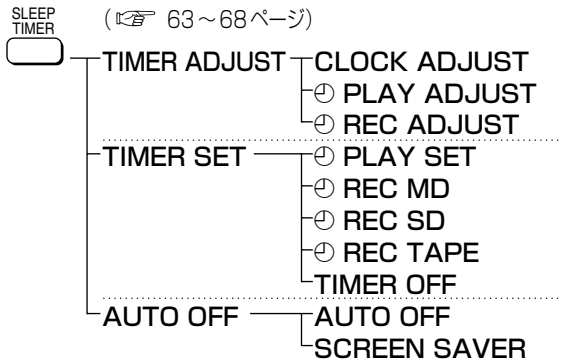 SLEEP
TIMER
(☞ 63～68ページ)
TIMER ADJUST CLOCK ADJUST
PLAY ADJUST
REC ADJUST
TIMER SET PLAY SET
REC MD
REC SD
REC TAPE
TIMER OFF
AUTO OFF AUTO OFF
SCREEN SAVER